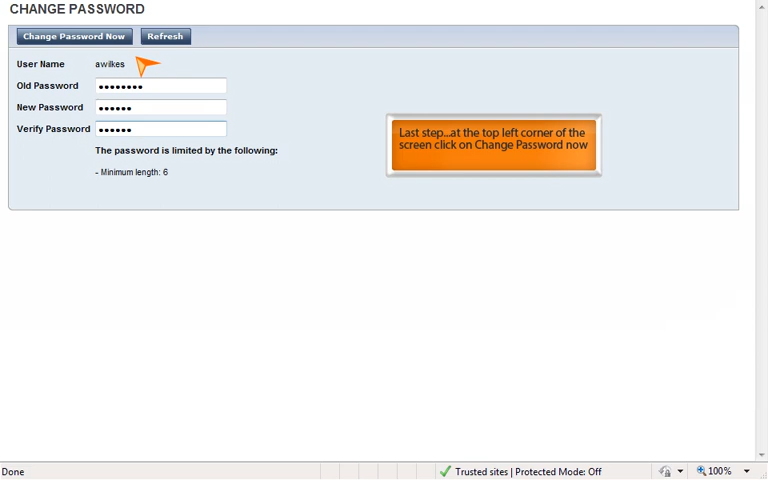 CHANGE PASSWORD
Change Password Now Refresh
User Name awilkes
Old Password ••••••••
New Password ••••••
Verify Password ••••••
The password is limited by the following:
- Minimum length: 6
Last step...at the top left corner of the
screen click on Change Password now
Done Trusted sites | Protected Mode: Off 100%